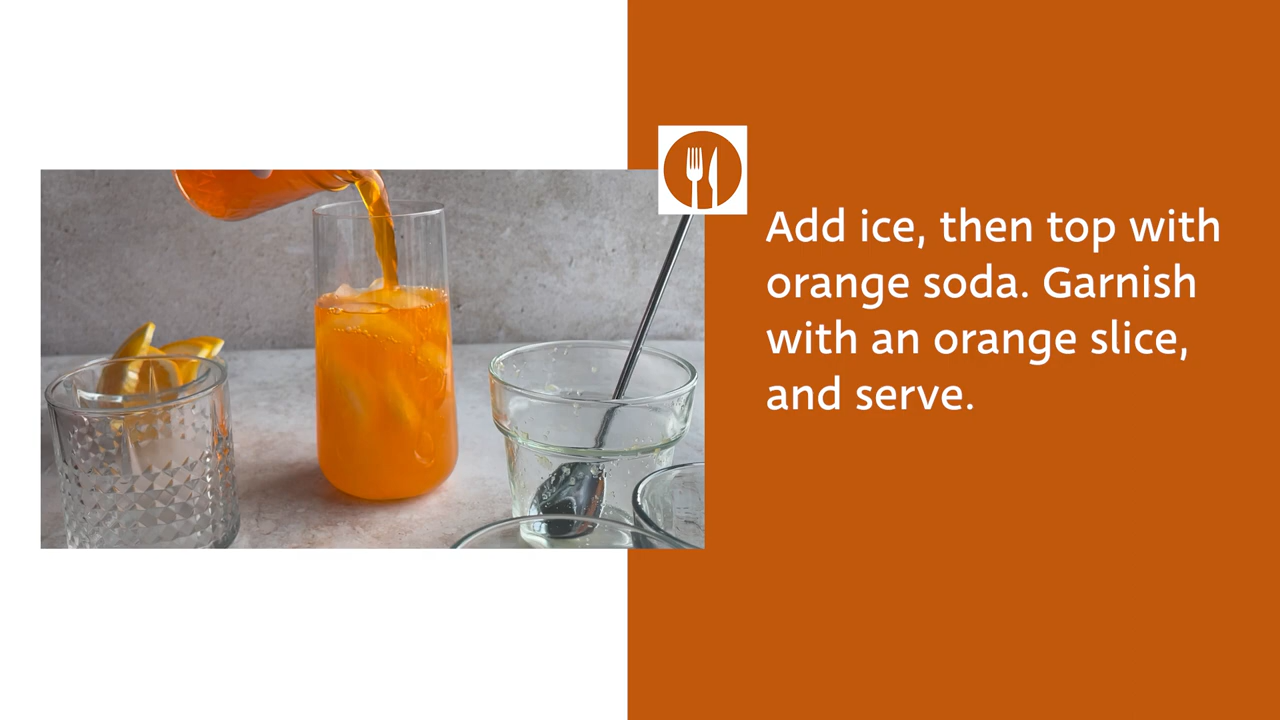 Add ice, then top with
orange soda. Garnish
with an orange slice,
and serve.